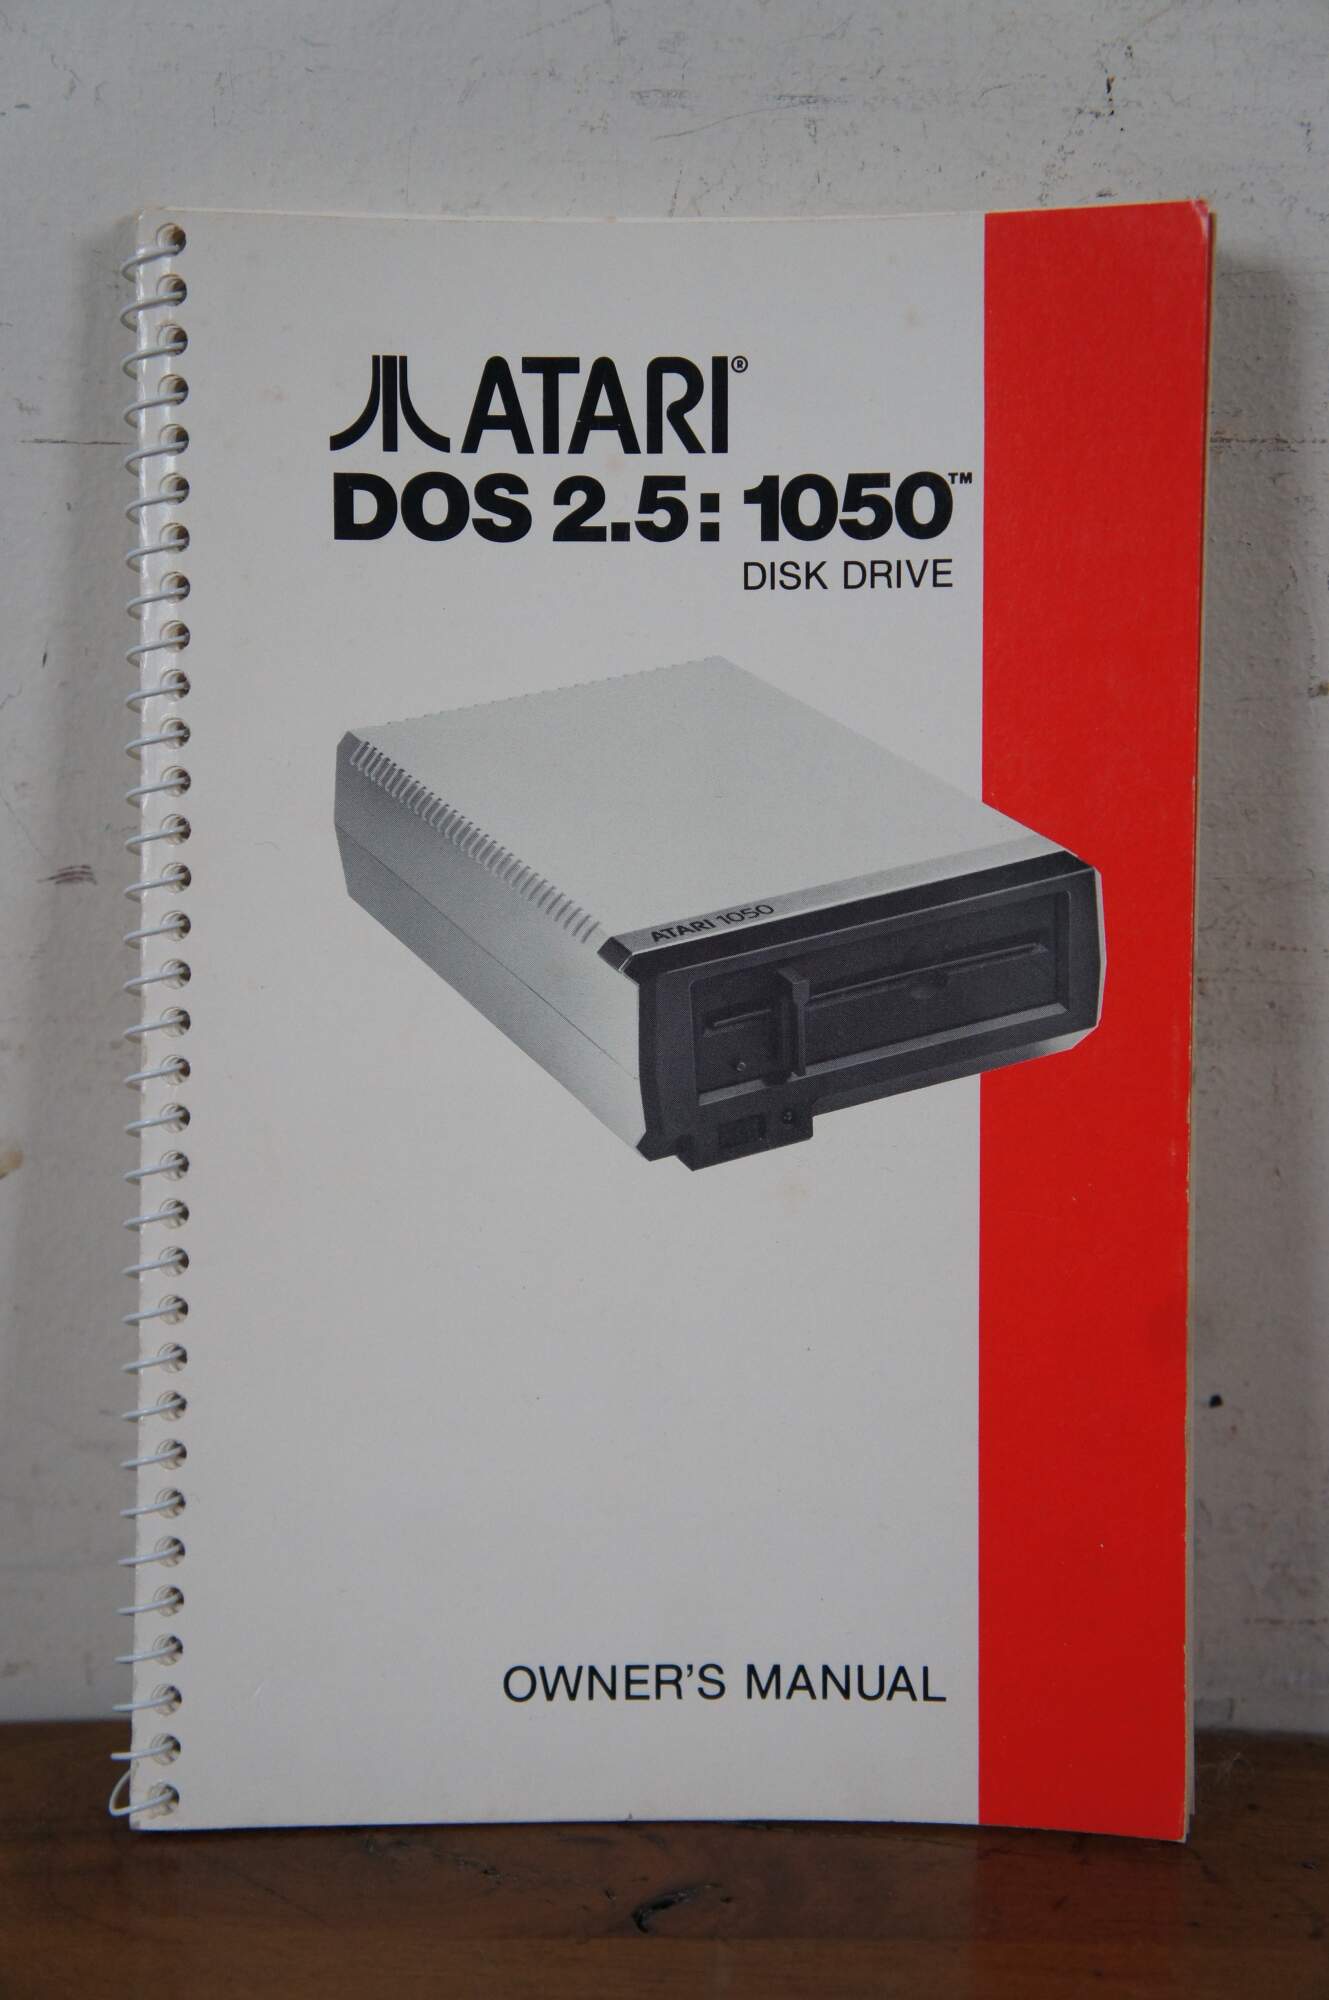 ATARI®
DOS 2.5: 1050™
DISK DRIVE
ATARI 1050
OWNER'S MANUAL